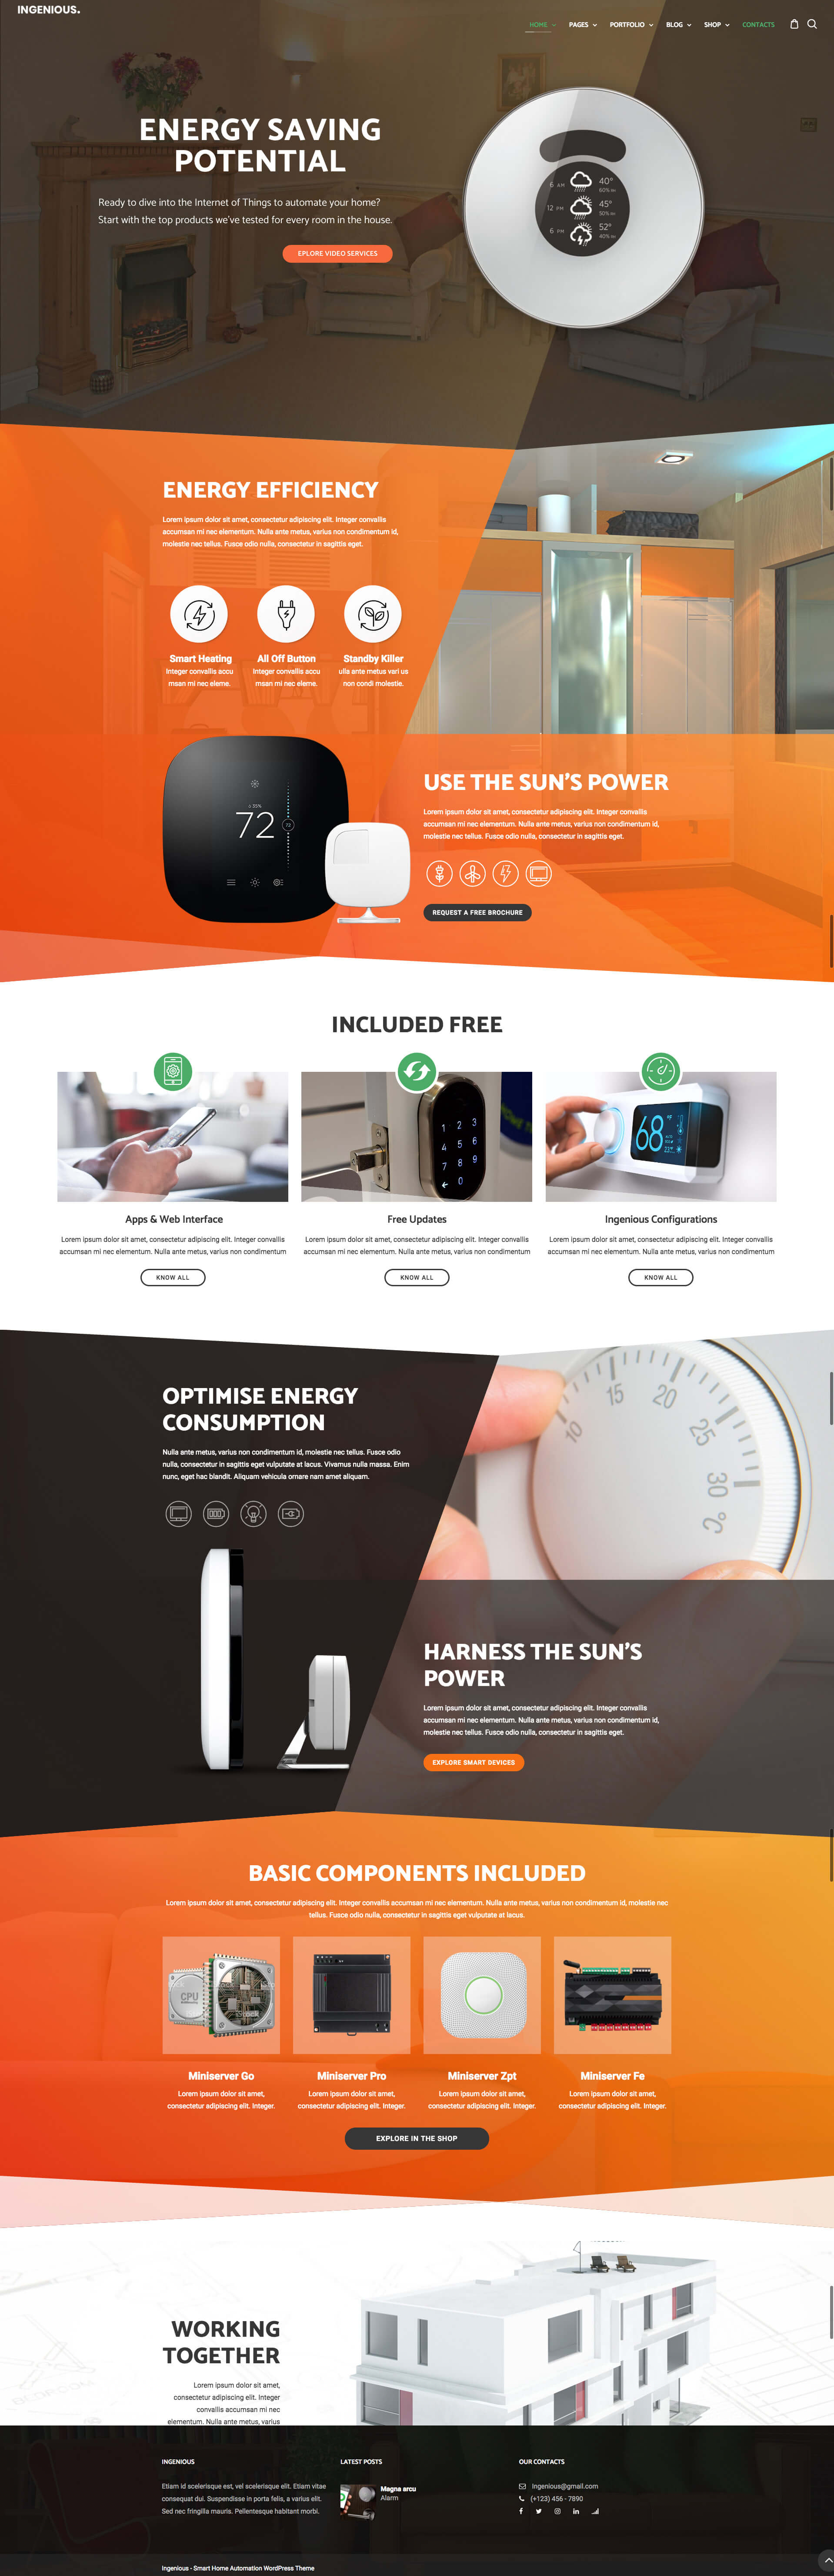 INGENIOUS.
HOME PAGES PORTFOLIO BLOG SHOP CONTACTS
ENERGY SAVING
POTENTIAL
Ready to dive into the Internet of Things to automate your home?
Start with the top products we've tested for every room in the house.
EPLORE VIDEO SERVICES
6 AM 40°
60%
12 PM 45°
50%
6 PM 52°
40%
ENERGY EFFICIENCY
Lorem ipsum dolor sit amet, consectetur adipiscing elit. Integer convallis
accumsan mi nec elementum. Nulla ante metus, varius non condimentum id,
molestie nec tellus. Fusce odio nulla, consectetur in sagittis eget.
Smart Heating
Integer convallis accu
msan mi nec eleme.
All Off Button
Integer convallis accu
msan mi nec eleme.
Standby Killer
ulla ante metus vari us
non condi molestie.
72
72
USE THE SUN'S POWER
Lorem ipsum dolor sit amet, consectetur adipiscing elit. Integer convallis
accumsan mi nec elementum. Nulla ante metus, varius non condimentum id,
molestie nec tellus. Fusce odio nulla, consectetur in sagittis eget.
REQUEST A FREE BROCHURE
INCLUDED FREE
1 2 3
4 5 6
7 8 9
0
68
Apps & Web Interface
Lorem ipsum dolor sit amet, consectetur adipiscing elit. Integer convallis
accumsan mi nec elementum. Nulla ante metus, varius non condimentum
KNOW ALL
Free Updates
Lorem ipsum dolor sit amet, consectetur adipiscing elit. Integer convallis
accumsan mi nec elementum. Nulla ante metus, varius non condimentum
KNOW ALL
Ingenious Configurations
Lorem ipsum dolor sit amet, consectetur adipiscing elit. Integer convallis
accumsan mi nec elementum. Nulla ante metus, varius non condimentum
KNOW ALL
OPTIMISE ENERGY
CONSUMPTION
Nulla ante metus, varius non condimentum id, molestie nec tellus. Fusce odio
nulla, consectetur in sagittis eget vulputate at lacus. Vivamus nulla massa. Enim
nunc, eget hac blandit. Aliquam vehicula ornare nam amet aliquam.
10 15 20 25 30 °C
HARNESS THE SUN'S
POWER
Lorem ipsum dolor sit amet, consectetur adipiscing elit. Integer convallis
accumsan mi nec elementum. Nulla ante metus, varius non condimentum id,
molestie nec tellus. Fusce odio nulla, consectetur in sagittis eget.
EXPLORE SMART DEVICES
BASIC COMPONENTS INCLUDED
Lorem ipsum dolor sit amet, consectetur adipiscing elit. Integer convallis accumsan mi nec elementum. Nulla ante metus, varius non condimentum id, molestie nec
tellus. Fusce odio nulla, consectetur in sagittis eget vulputate at lacus.
CPU
Miniserver Go
Lorem ipsum dolor sit amet,
consectetur adipiscing elit. Integer.
Miniserver Pro
Lorem ipsum dolor sit amet,
consectetur adipiscing elit. Integer.
Miniserver Zpt
Lorem ipsum dolor sit amet,
consectetur adipiscing elit. Integer.
Miniserver Fe
Lorem ipsum dolor sit amet,
consectetur adipiscing elit. Integer.
EXPLORE IN THE SHOP
WORKING
TOGETHER
Lorem ipsum dolor sit amet,
consectetur adipiscing elit. Integer
convallis accumsan mi nec
elementum. Nulla ante metus, varius
INGENIOUS
Etiam id scelerisque est, vel scelerisque elit. Etiam vitae
consequat dui. Suspendisse in porta felis, a varius elit.
Sed nec fringilla mauris. Pellentesque habitant morbi.
LATEST POSTS
Magna arcu
Alarm
OUR CONTACTS
Ingenious@gmail.com
(+123) 456 - 7890
Ingenious - Smart Home Automation WordPress Theme